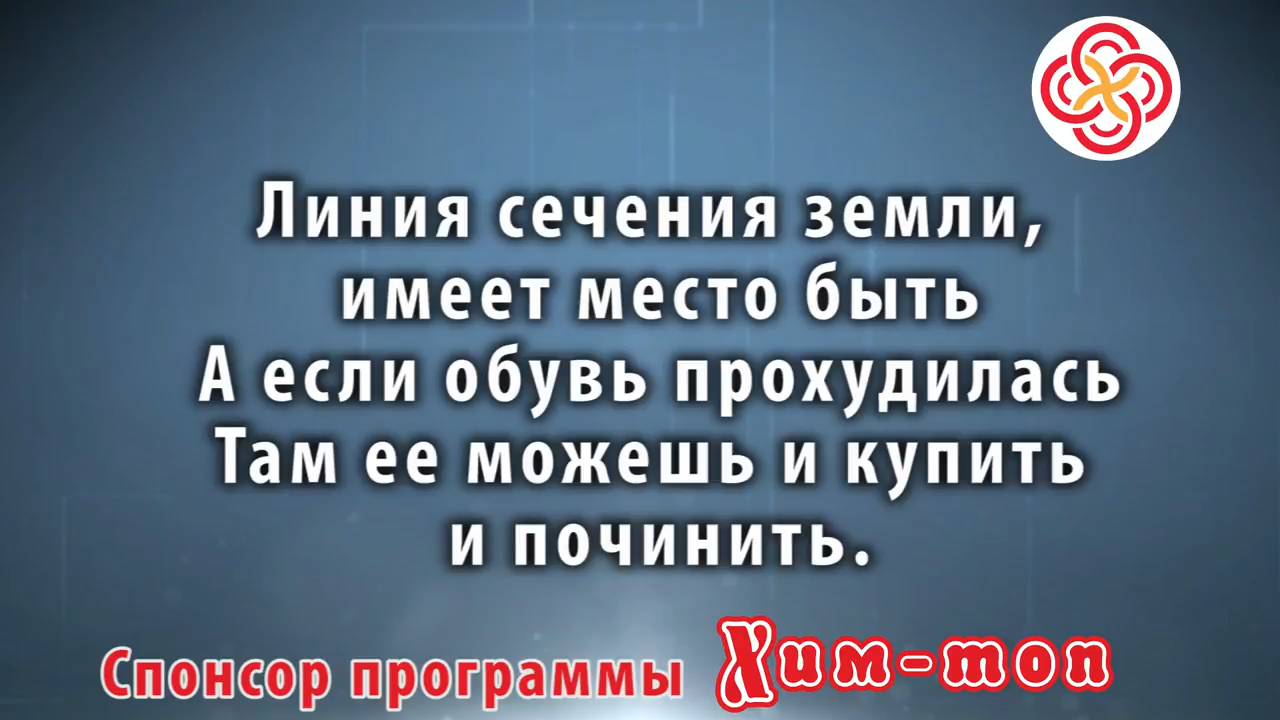 Линия сечения земли,
имеет место быть
А если обувь прохудилась
Там ее можешь и купить
и починить.
Спонсор программы Хим-топ